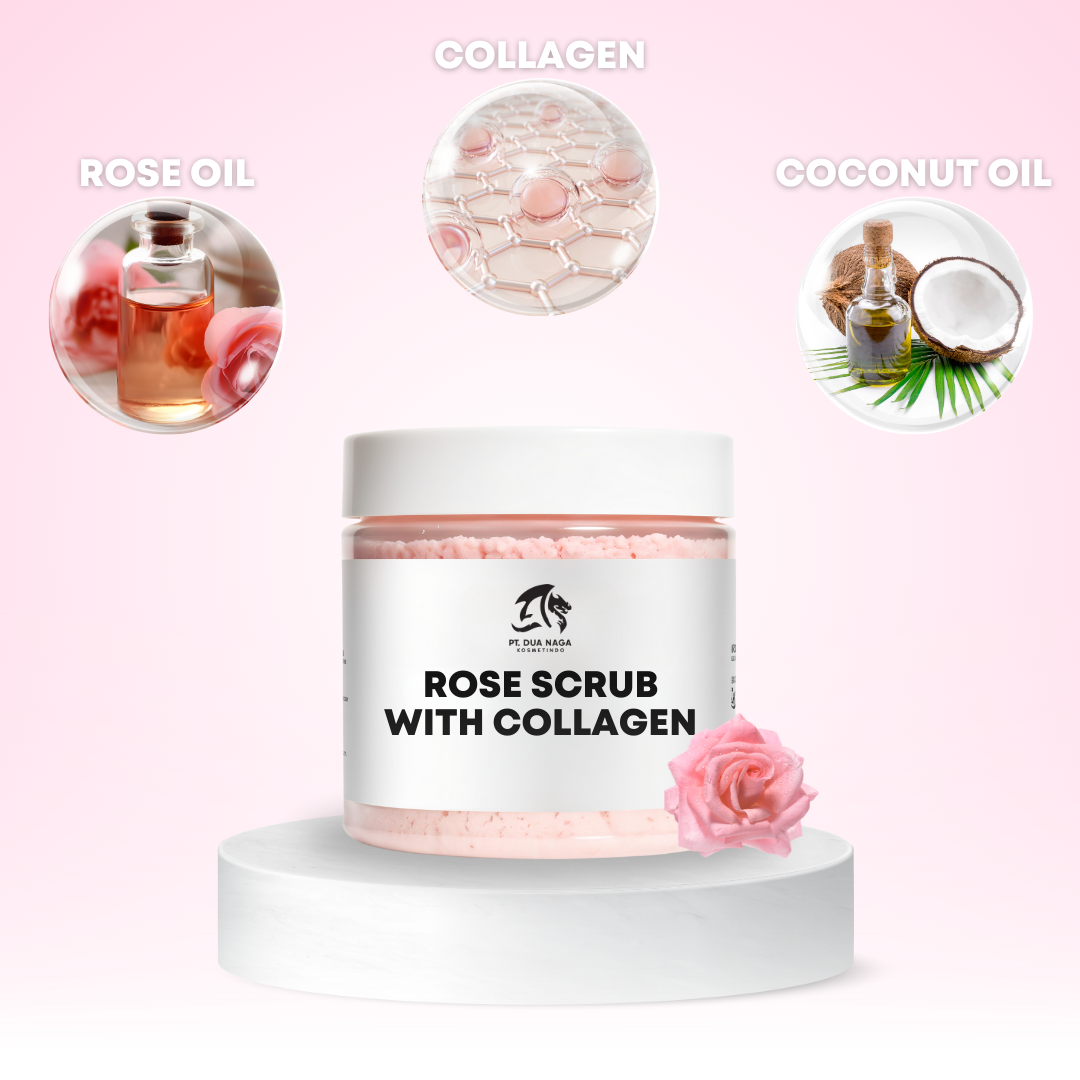 COLLAGEN
ROSE OIL
COCONUT OIL
PT. DUA NAGA
KOSMETINDO
ROSE SCRUB
WITH COLLAGEN